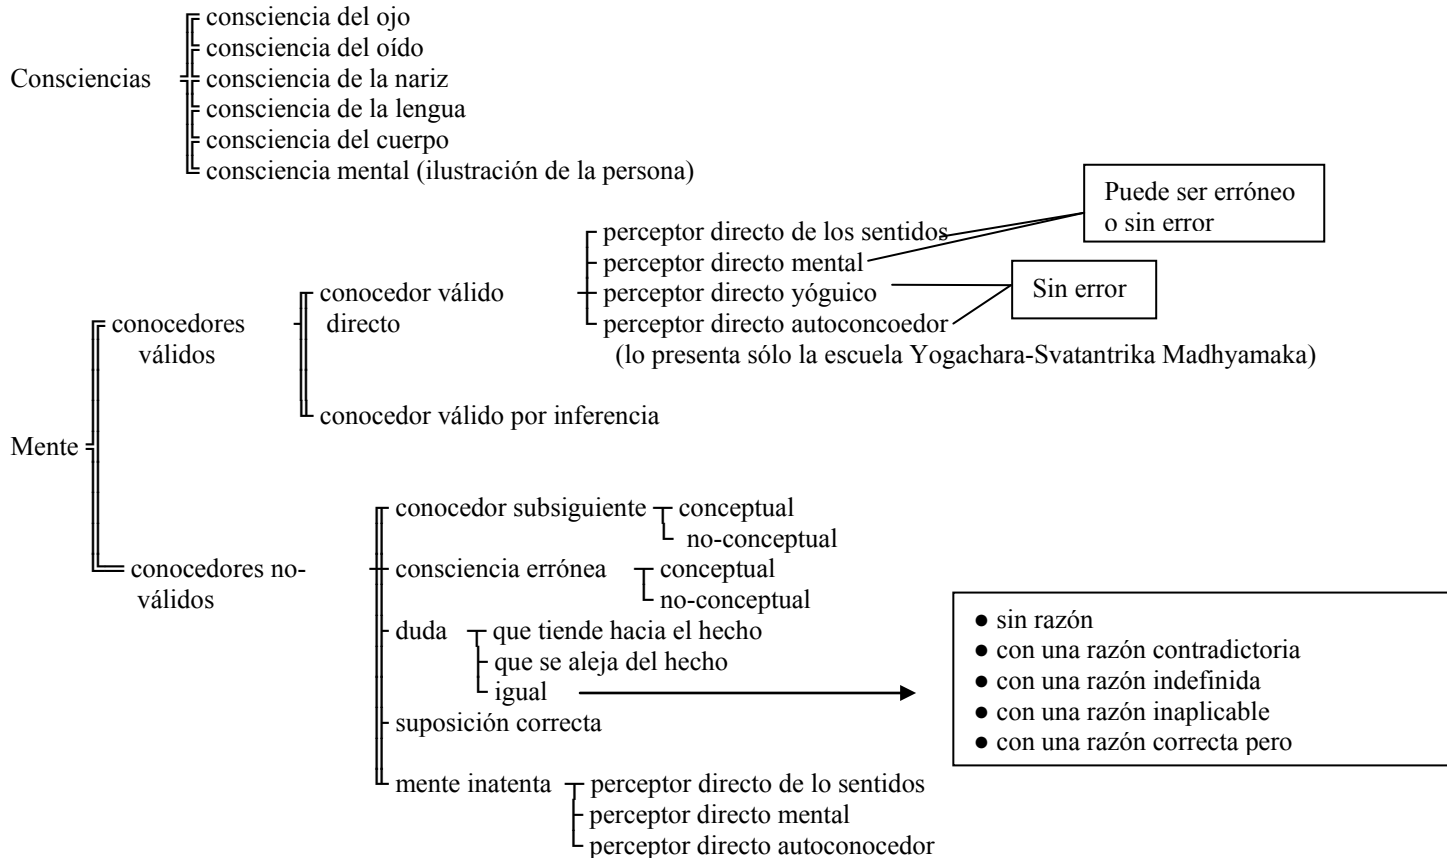 consciencia del ojo
consciencia del oído
Consciencias
consciencia de la nariz
consciencia de la lengua
consciencia del cuerpo
consciencia mental (ilustración de la persona)
Puede ser erróneo
o sin error
perceptor directo de los sentidos
perceptor directo mental
conocedor válido
directo
perceptor directo yóguico
Sin error
perceptor directo autoconcoedor
(lo presenta sólo la escuela Yogachara-Svatantrika Madhyamaka)
conocedores
válidos
conocedor válido por inferencia
Mente
conocedor subsiguiente
conceptual
no-conceptual
conocedores no-
válidos
consciencia errónea
conceptual
no-conceptual
duda
que tiende hacia el hecho
que se aleja del hecho
igual
● sin razón
● con una razón contradictoria
● con una razón indefinida
● con una razón inaplicable
● con una razón correcta pero
suposición correcta
mente inatenta
perceptor directo de lo sentidos
perceptor directo mental
perceptor directo autoconocedor